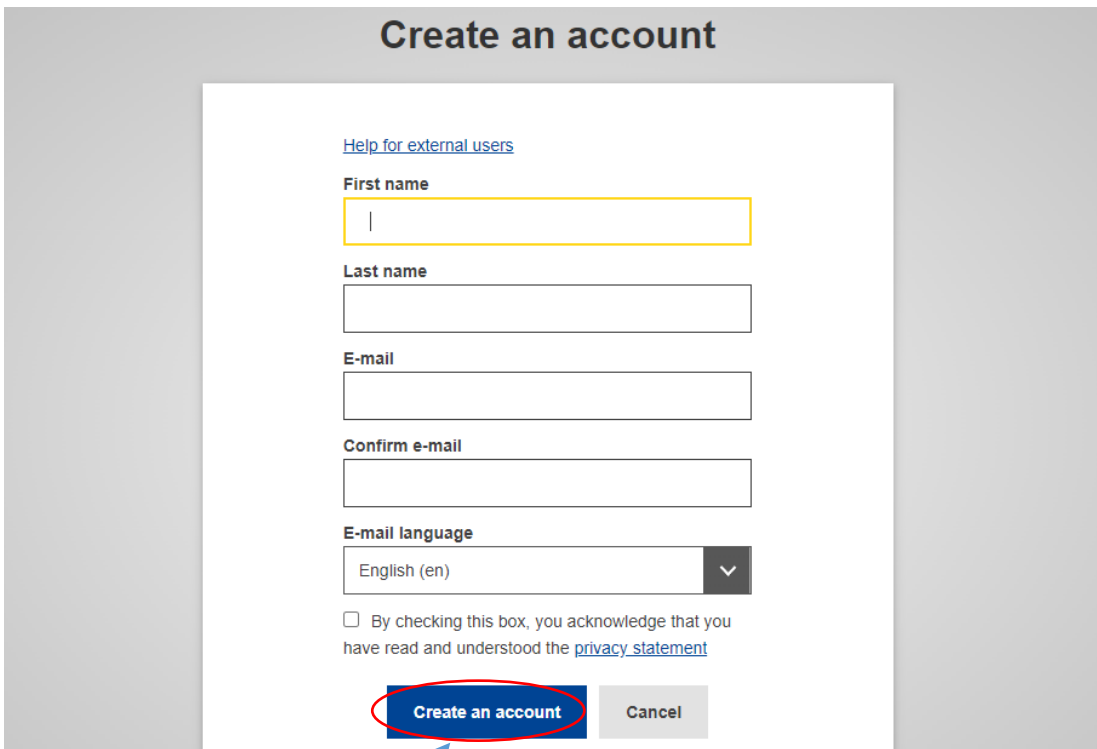 Create an account
Help for external users
First name
Last name
E-mail
Confirm e-mail
E-mail language
English (en)
By checking this box, you acknowledge that you
have read and understood the privacy statement
Create an account Cancel